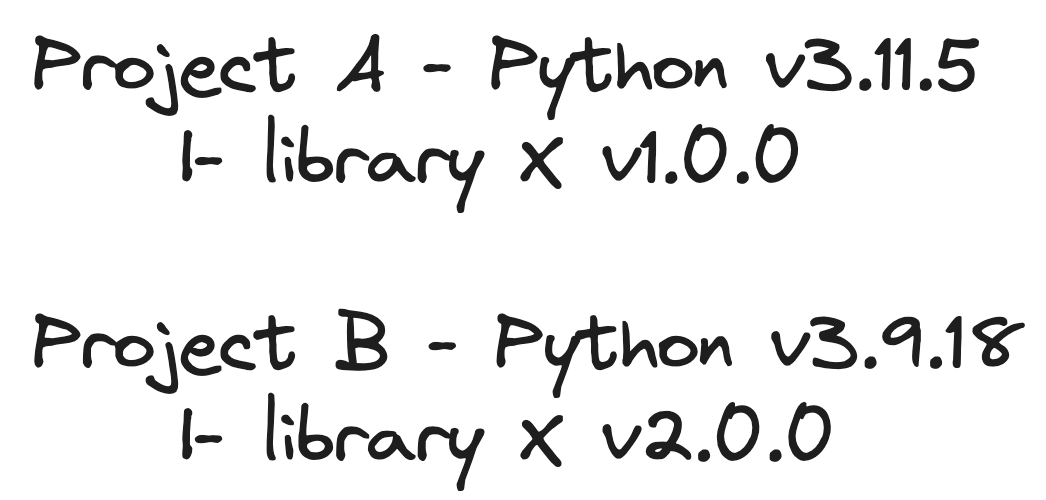 Project A - Python v3.11.5
|- library X v1.0.0
Project B - Python v3.9.18
|- library X v2.0.0